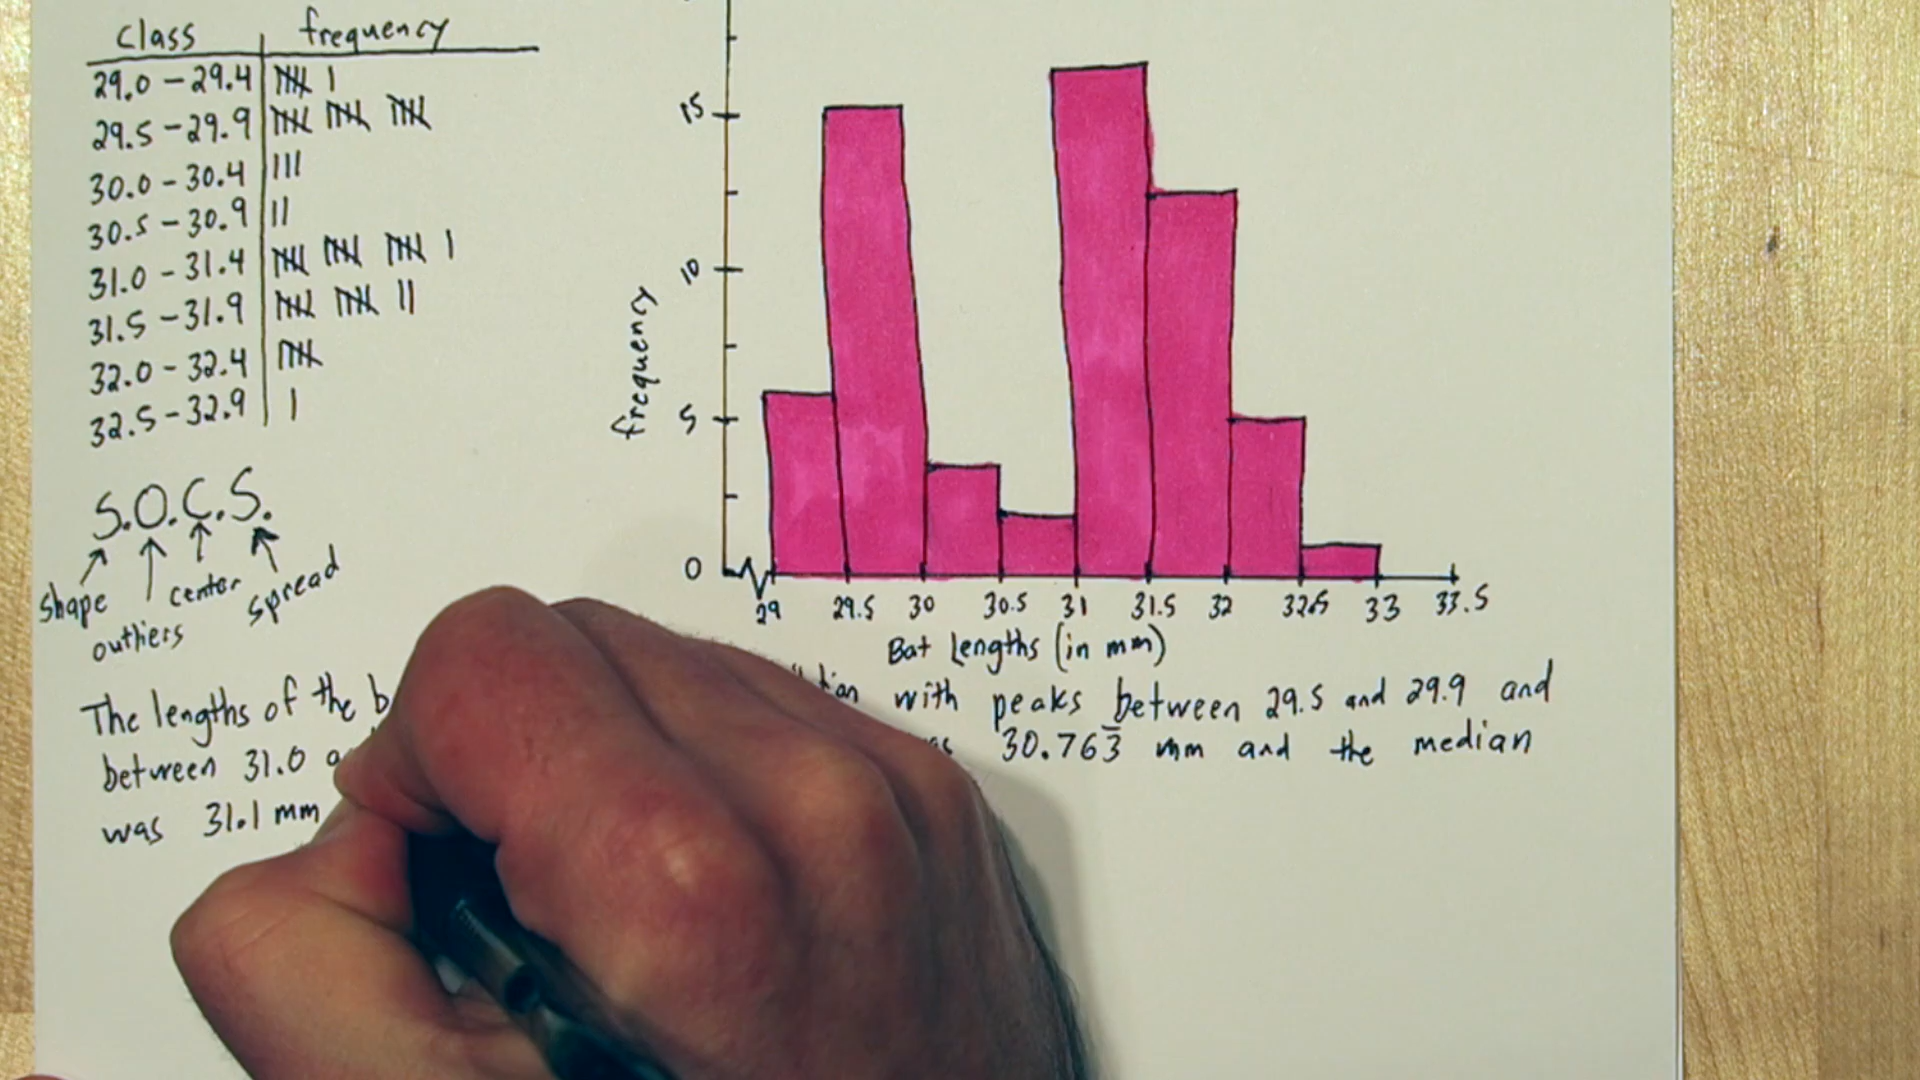 class frequency
29.0 - 29.4
29.5 - 29.9
30.0 - 30.4
30.5 - 30.9
31.0 - 31.4
31.5 - 31.9
32.0 - 32.4
32.5 - 32.9
S.O.C.S.
shape
outliers
center
spread
frequency
15
10
5
0
29 29.5 30 30.5 31 31.5 32 32.5 33 33.5
Bat Lengths (in mm)
The lengths of the with peaks between 29.5 and 29.9 and
between 31.0 30.763̅ mm and the median
was 31.1 mm